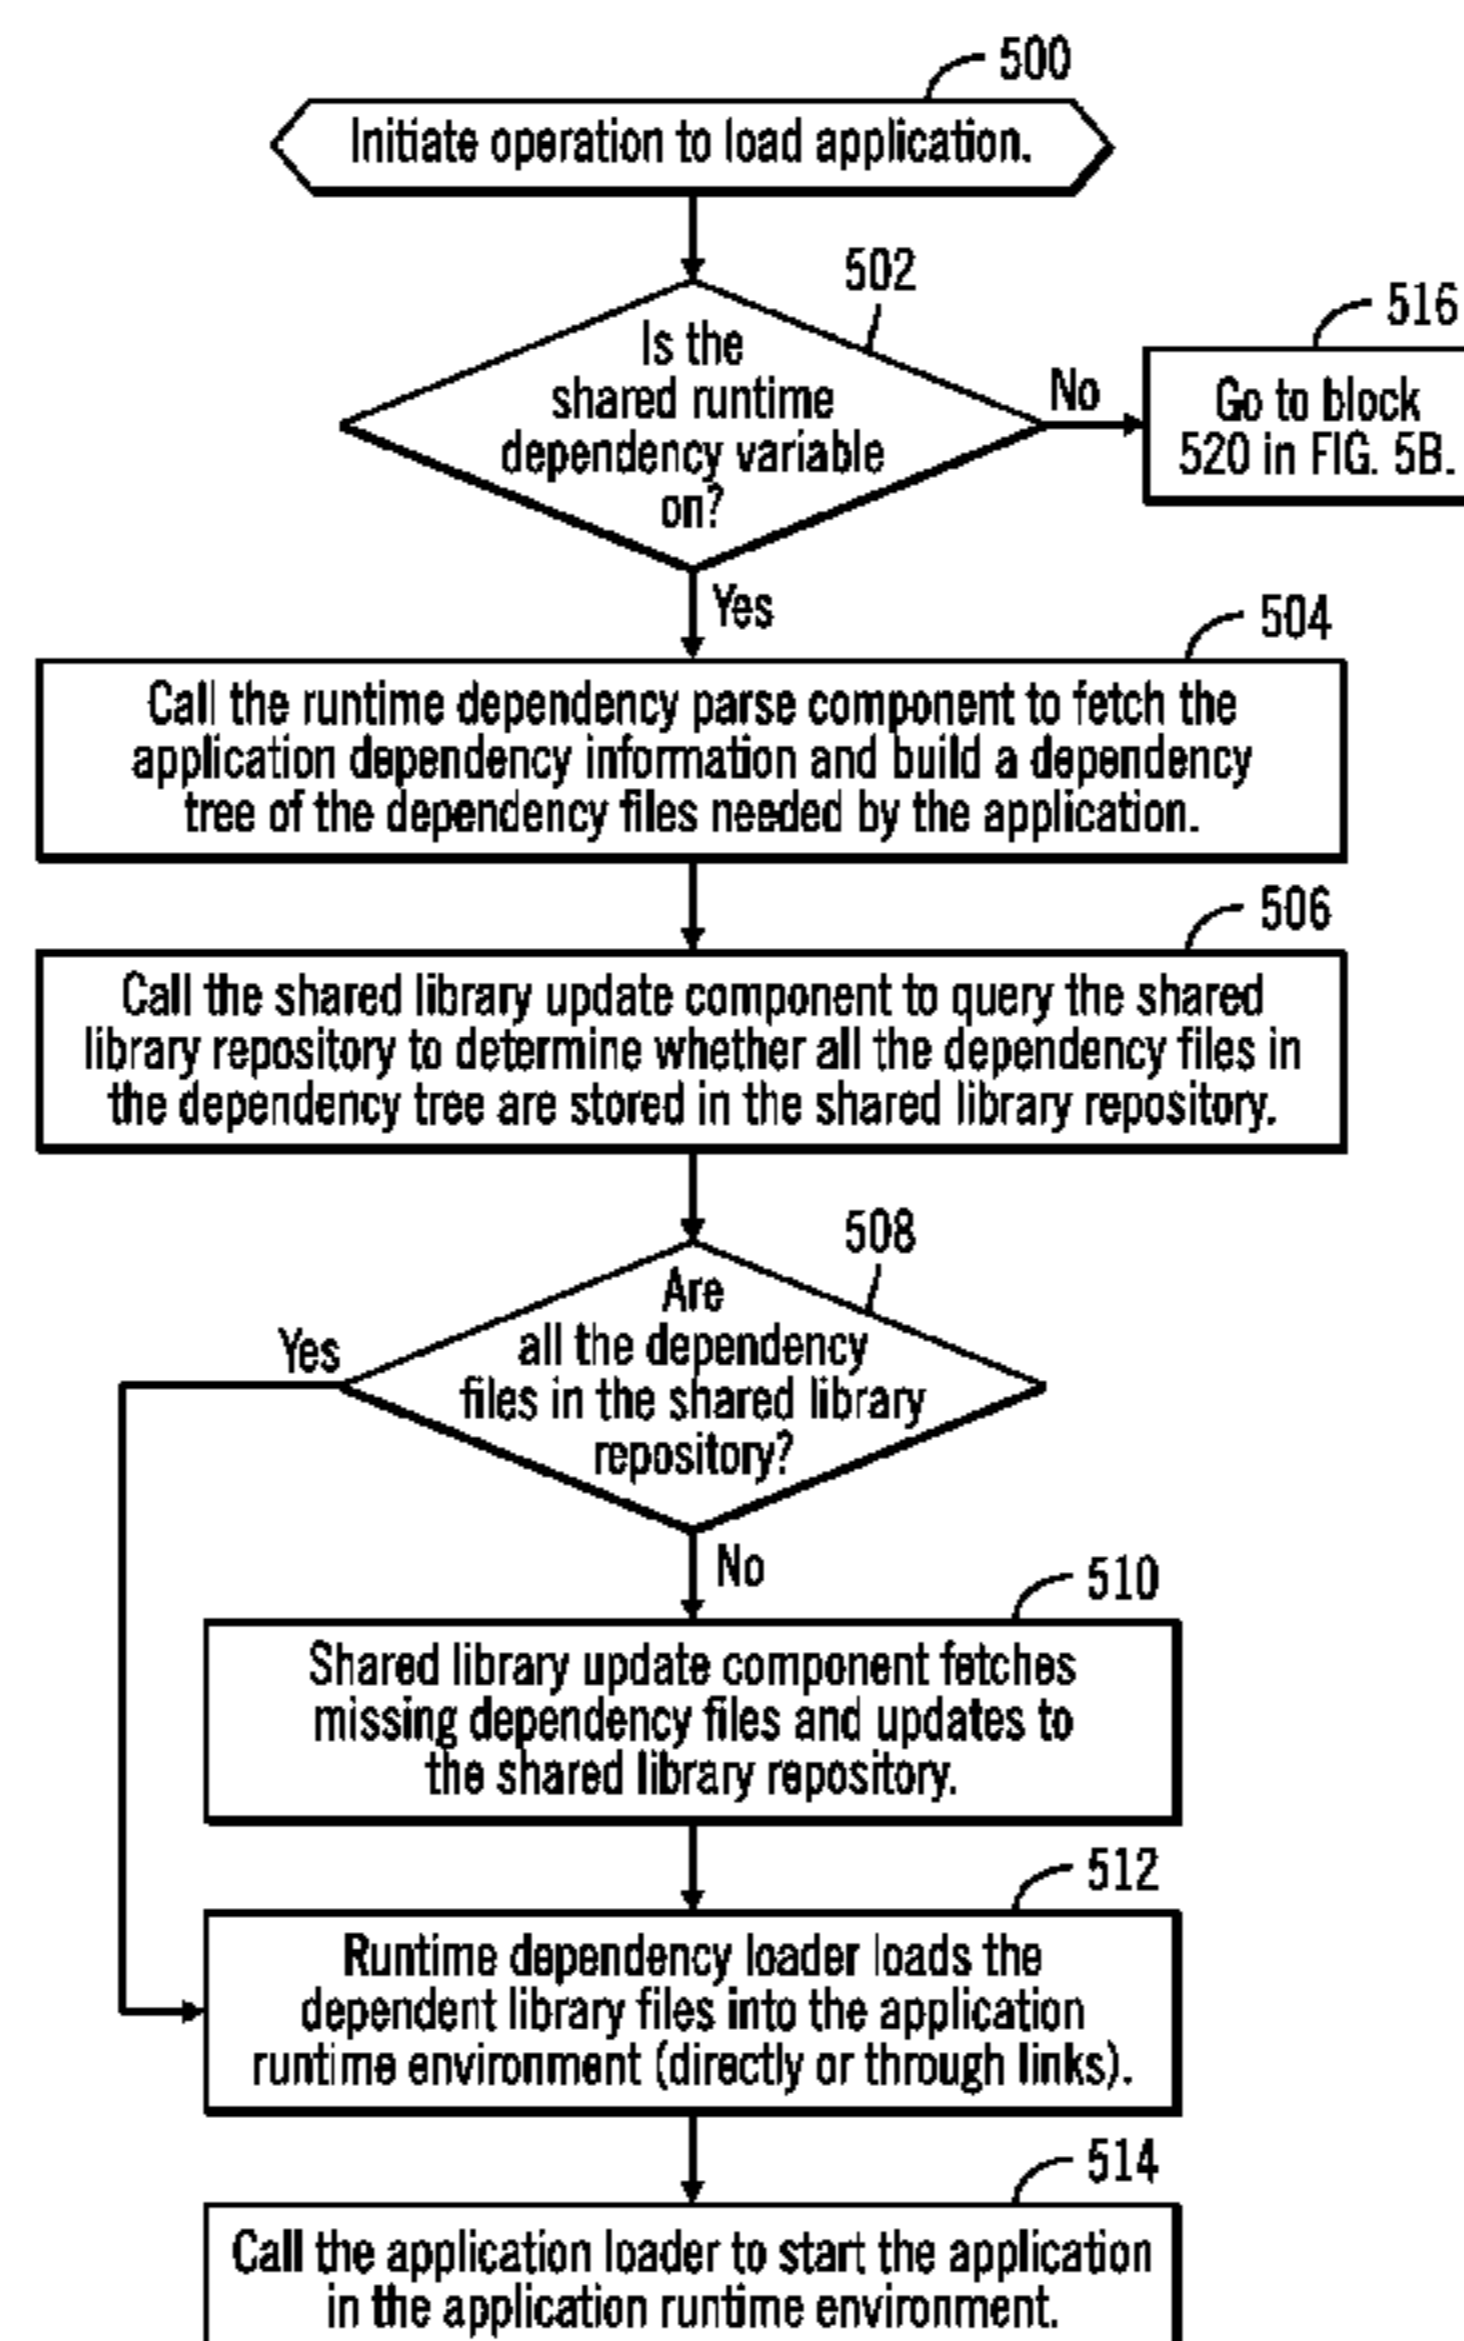 500
Initiate operation to load application.
502
Is the
shared runtime
dependency variable
on?
No
516
Go to block
520 in FIG. 5B.
Yes
504
Call the runtime dependency parse component to fetch the
application dependency information and build a dependency
tree of the dependency files needed by the application.
506
Call the shared library update component to query the shared
library repository to determine whether all the dependency files in
the dependency tree are stored in the shared library repository.
508
Are
all the dependency
files in the shared library
repository?
Yes
No
510
Shared library update component fetches
missing dependency files and updates to
the shared library repository.
512
Runtime dependency loader loads the
dependent library files into the application
runtime environment (directly or through links).
514
Call the application loader to start the application
in the application runtime environment.